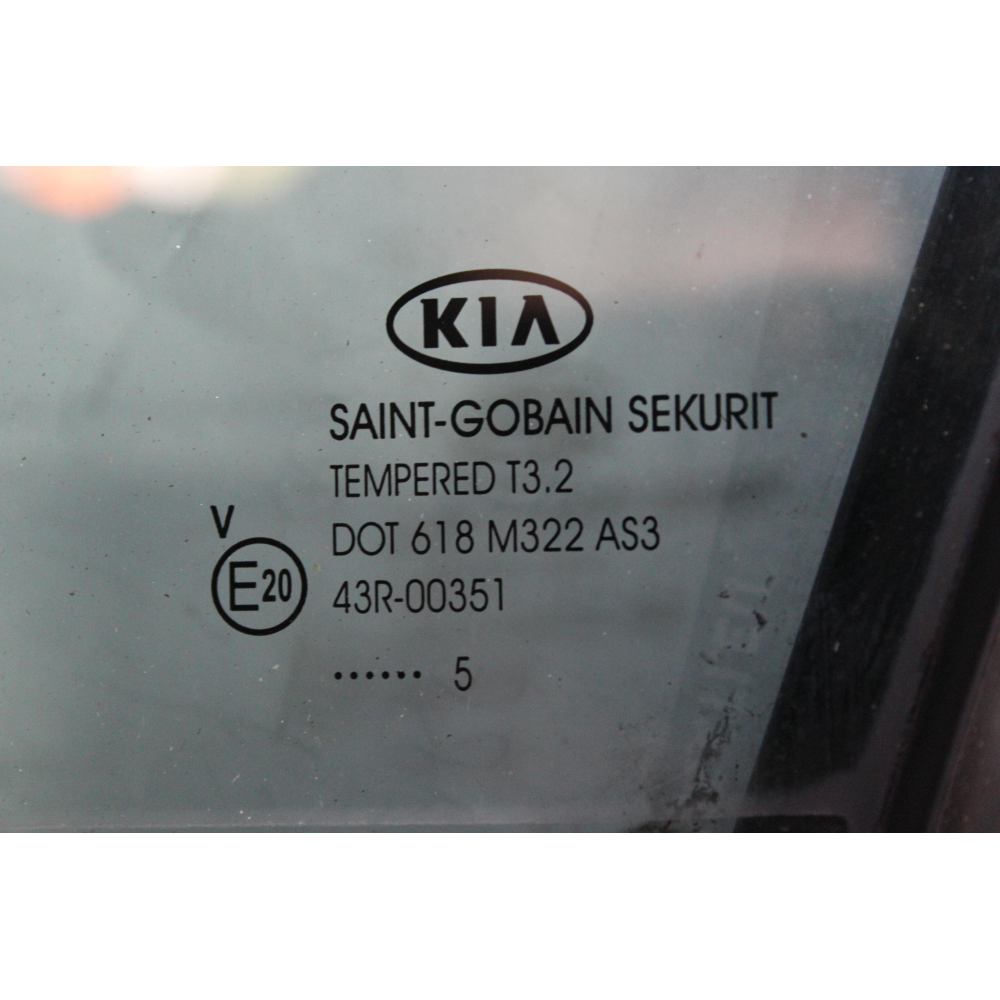 KIA
SAINT-GOBAIN SEKURIT
TEMPERED T3.2
V
DOT 618 M322 AS3
E20
43R-00351
...... 5